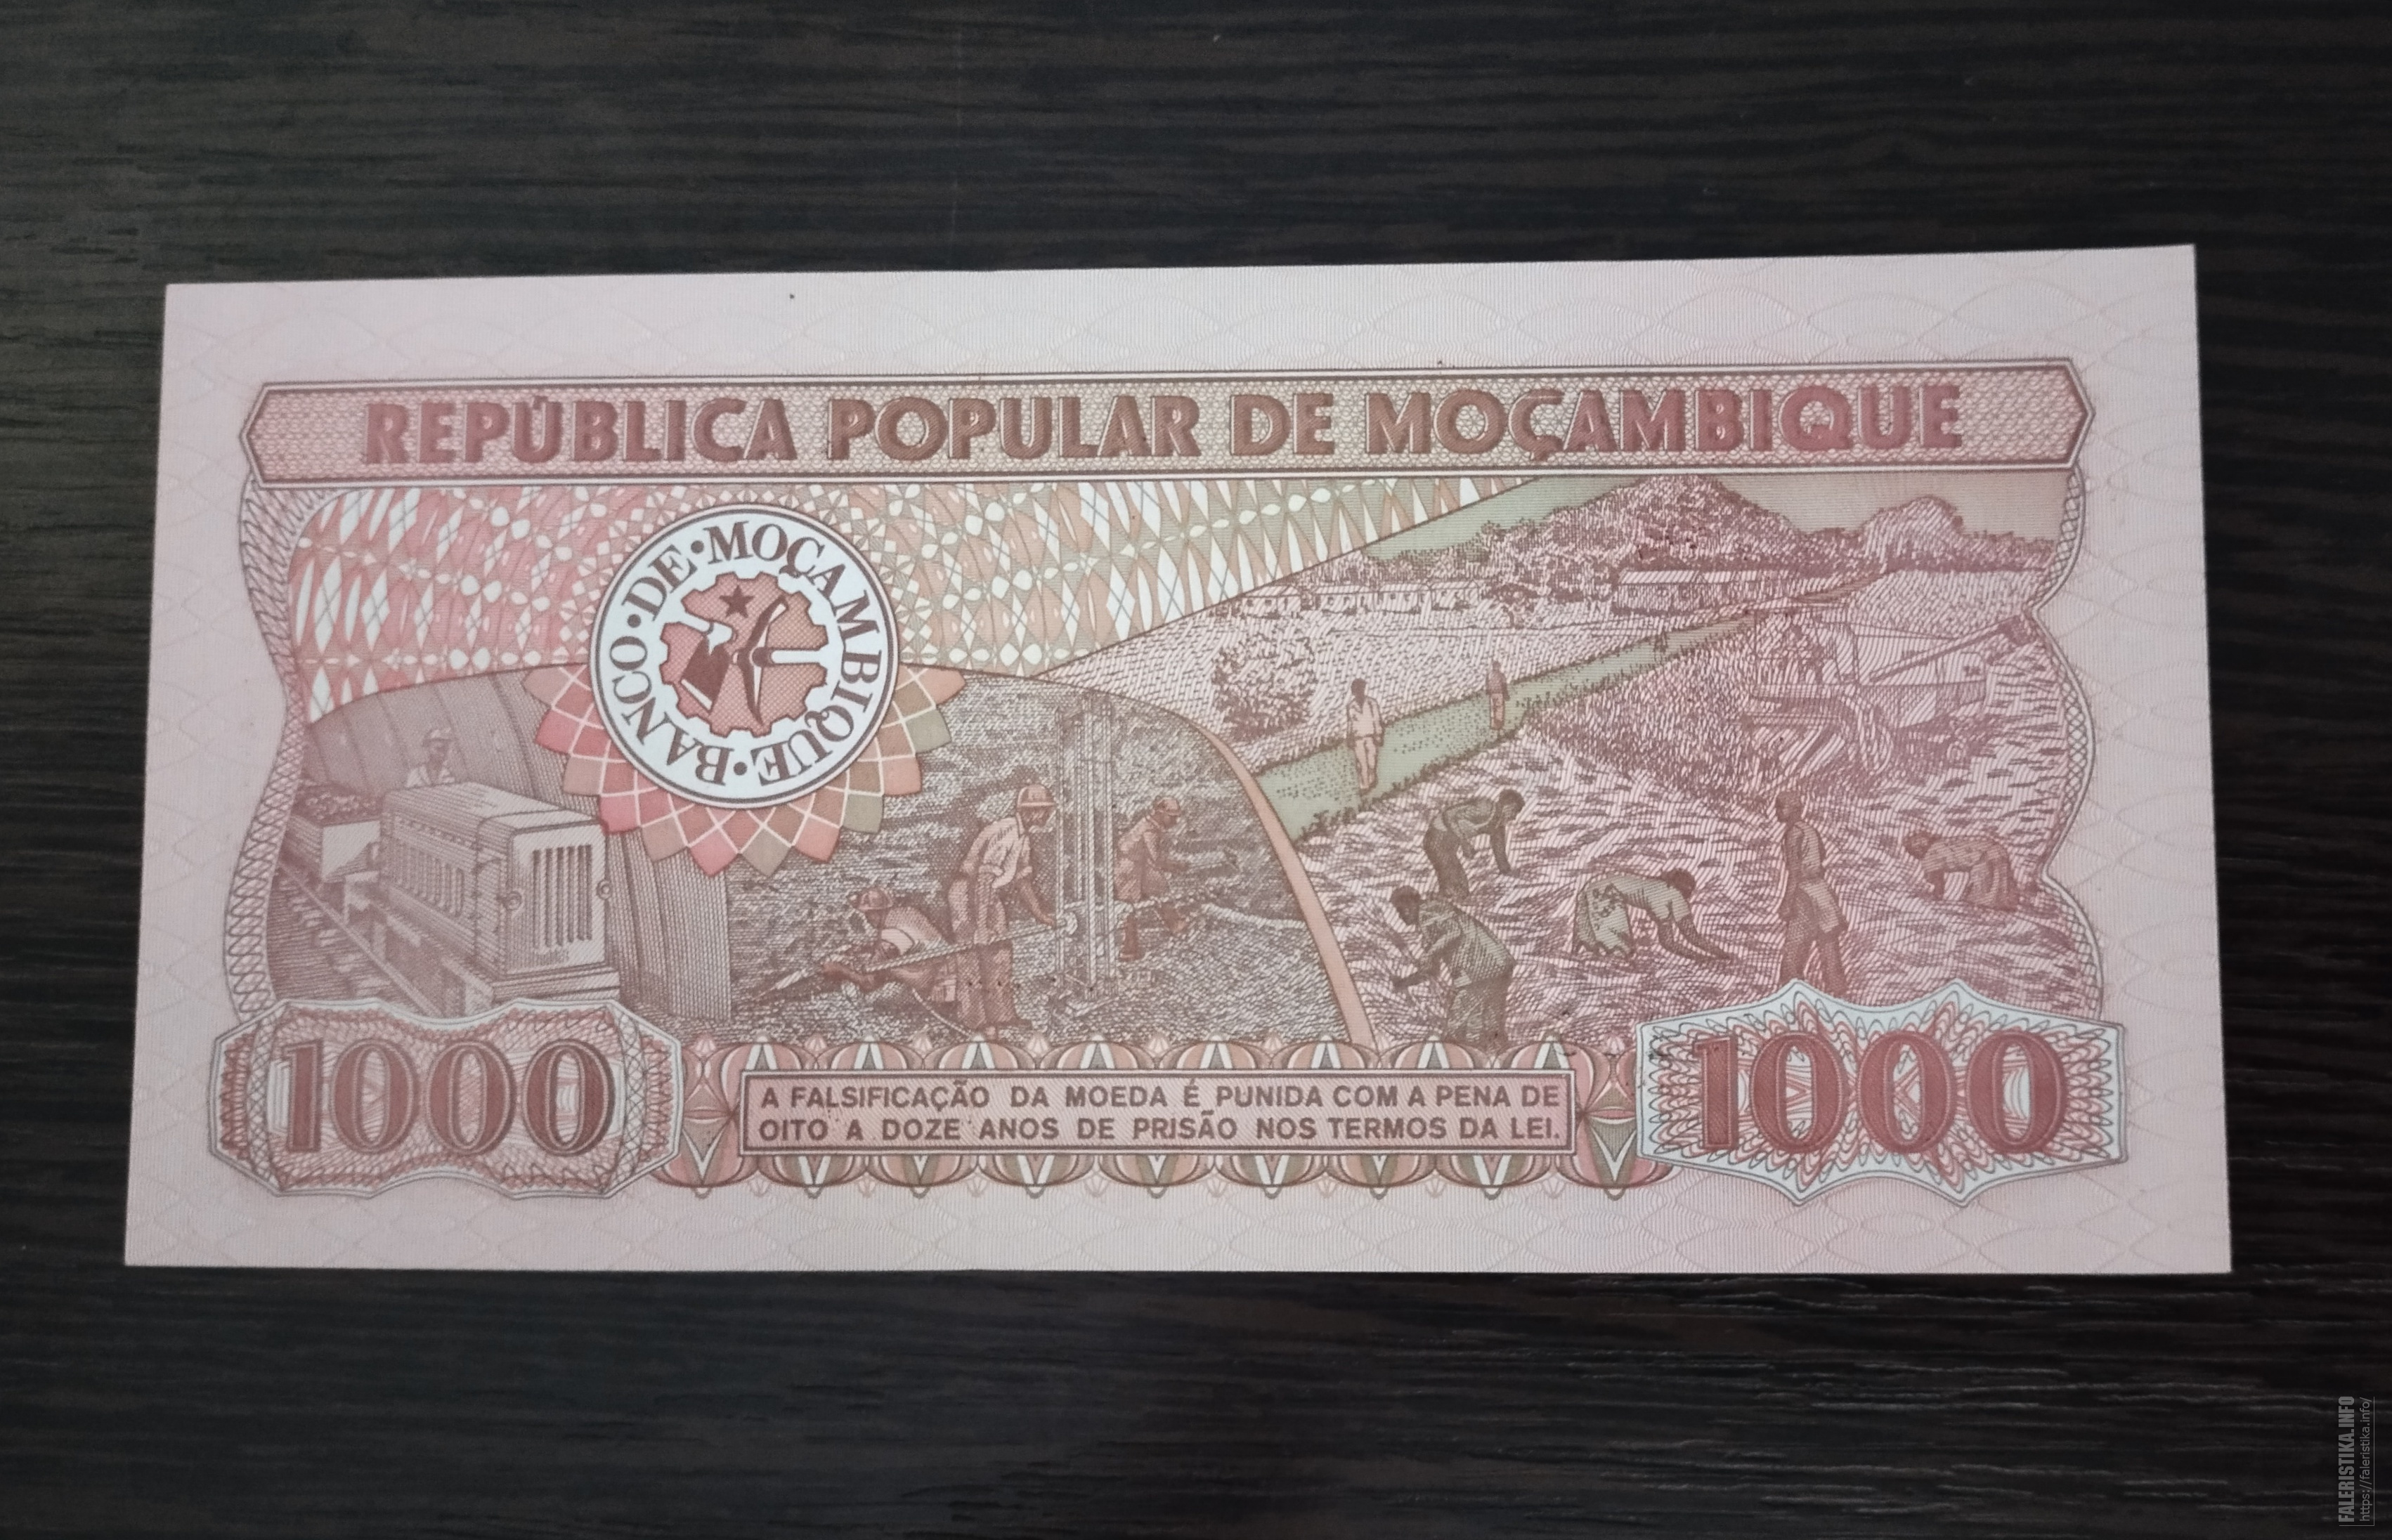 REPÚBLICA POPULAR DE MOÇAMBIQUE
BANCO·DE·MOÇAMBIQUE·
1000
A FALSIFICAÇÃO DA MOEDA É PUNIDA COM A PENA DE
OITO A DOZE ANOS DE PRISÃO NOS TERMOS DA LEI.
1000
FALERISTIKA.INFO
https://faleristika.info/